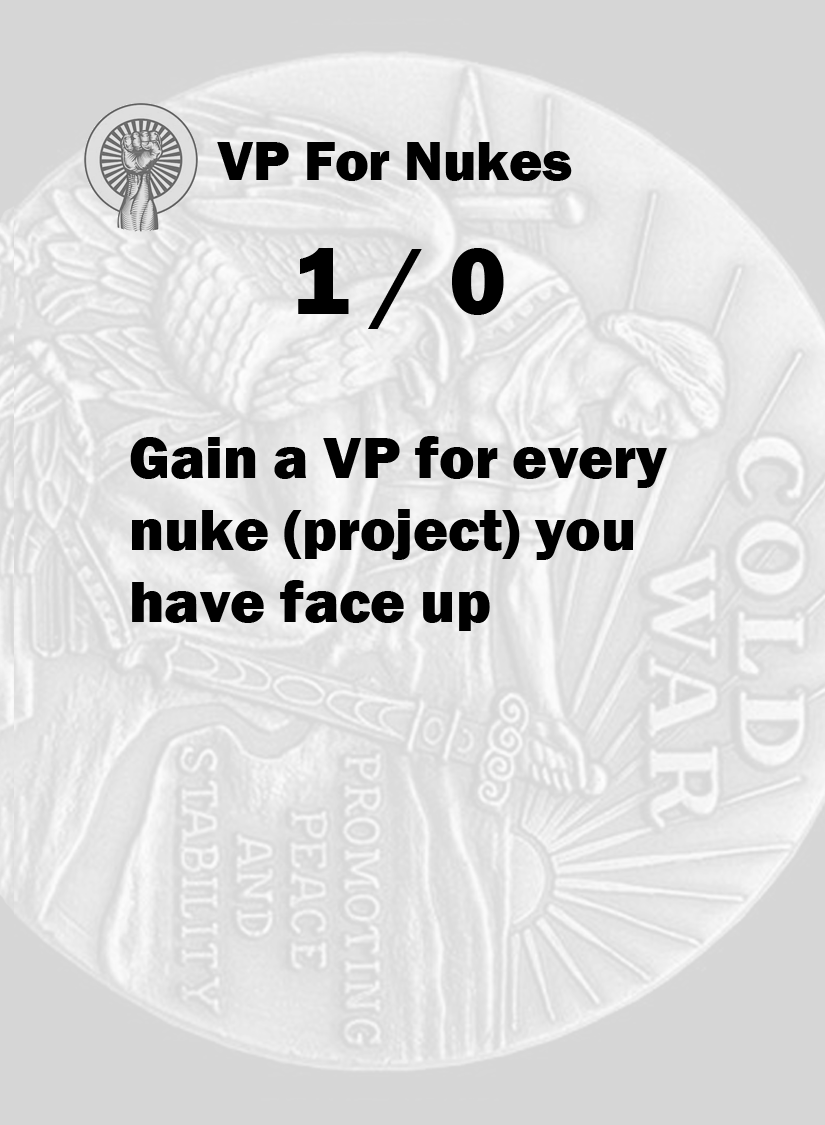 VP For Nukes
1 / 0
Gain a VP for every
nuke (project) you
have face up
COLD
WAR
PROMOTING
PEACE
AND
STABILITY